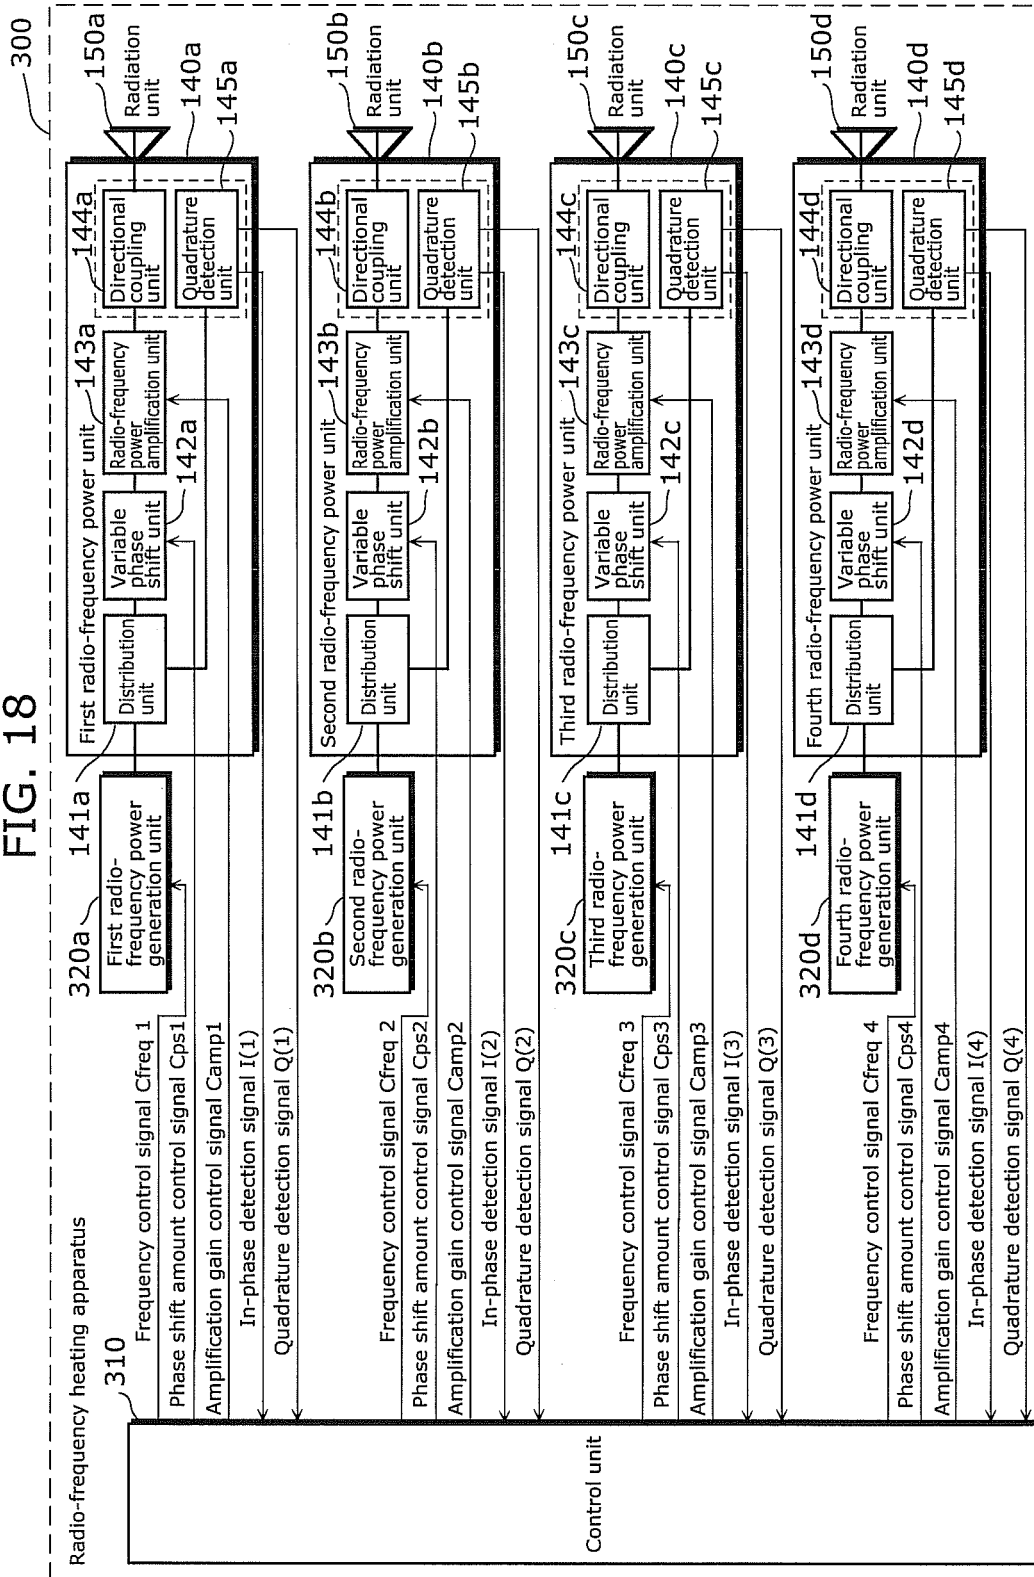 FIG. 18
300
Radio-frequency heating apparatus
310
Control unit
Frequency control signal Cfreq 1
Phase shift amount control signal Cps1
Amplification gain control signal Camp1
In-phase detection signal I(1)
Quadrature detection signal Q(1)
320a
First radio-
frequency power
generation unit
141a
First radio-frequency power unit
Distribution
unit
142a
Variable
phase
shift unit
143a
Radio-frequency
power
amplification unit
144a
Directional
coupling
unit
Quadrature
detection
unit
150a
Radiation
unit
140a
145a
Frequency control signal Cfreq 2
Phase shift amount control signal Cps2
Amplification gain control signal Camp2
In-phase detection signal I(2)
Quadrature detection signal Q(2)
320b
Second radio-
frequency power
generation unit
141b
Second radio-frequency power unit
Distribution
unit
142b
Variable
phase
shift unit
143b
Radio-frequency
power
amplification unit
144b
Directional
coupling
unit
Quadrature
detection
unit
150b
Radiation
unit
140b
145b
Frequency control signal Cfreq 3
Phase shift amount control signal Cps3
Amplification gain control signal Camp3
In-phase detection signal I(3)
Quadrature detection signal Q(3)
320c
Third radio-
frequency power
generation unit
141c
Third radio-frequency power unit
Distribution
unit
142c
Variable
phase
shift unit
143c
Radio-frequency
power
amplification unit
144c
Directional
coupling
unit
Quadrature
detection
unit
150c
Radiation
unit
140c
145c
Frequency control signal Cfreq 4
Phase shift amount control signal Cps4
Amplification gain control signal Camp4
In-phase detection signal I(4)
Quadrature detection signal Q(4)
320d
Fourth radio-
frequency power
generation unit
141d
Fourth radio-frequency power unit
Distribution
unit
142d
Variable
phase
shift unit
143d
Radio-frequency
power
amplification unit
144d
Directional
coupling
unit
Quadrature
detection
unit
150d
Radiation
unit
140d
145d